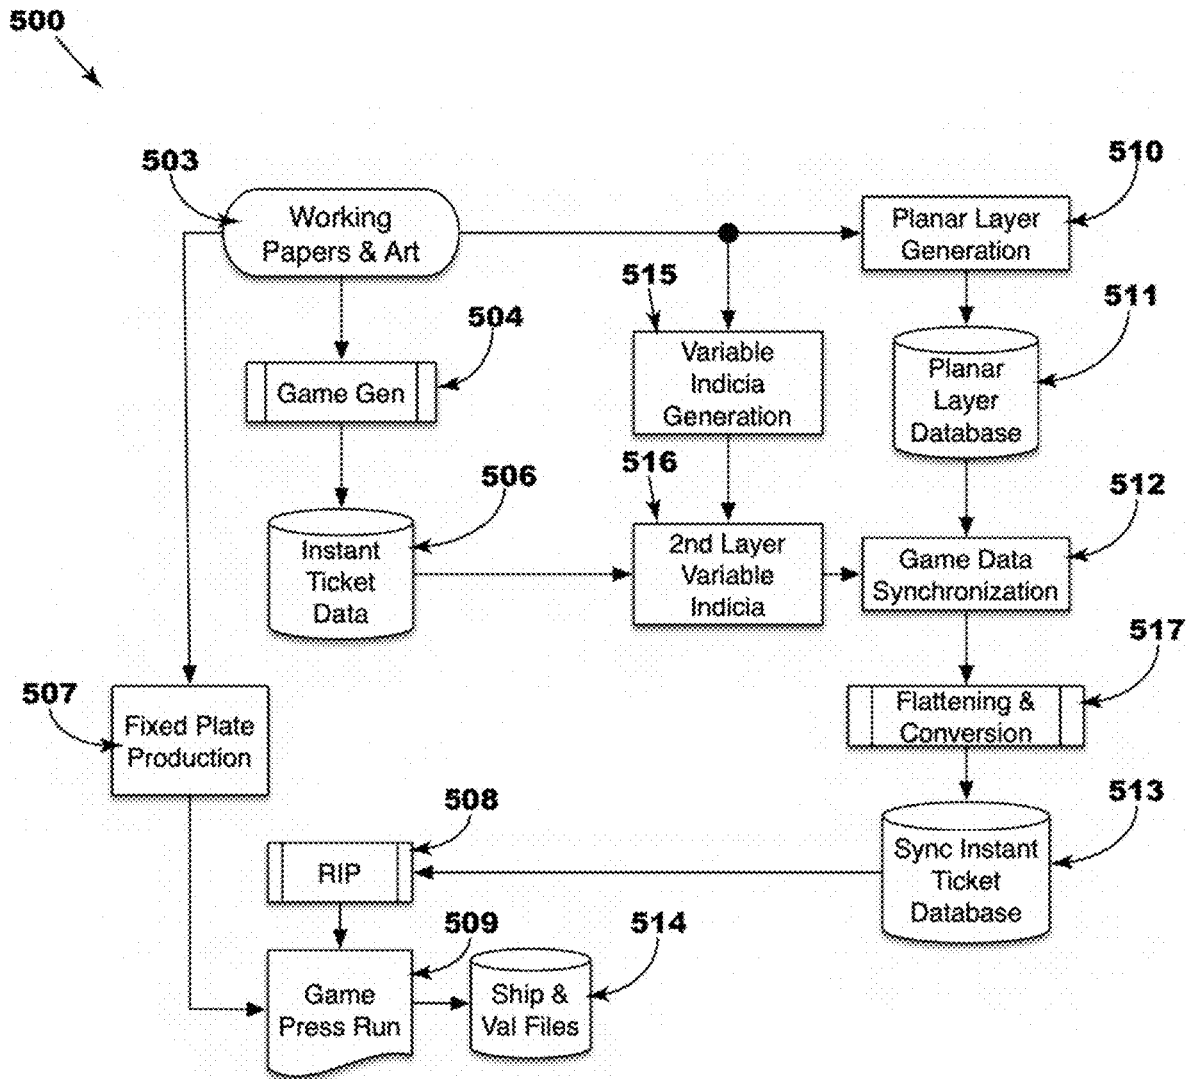 500
503
Working
Papers & Art
510
Planar Layer
Generation
515
504
511
Game Gen
Variable
Indicia
Generation
Planar
Layer
Database
516
506
512
Instant
Ticket
Data
2nd Layer
Variable
Indicia
Game Data
Synchronization
517
507
Fixed Plate
Production
Flattening &
Conversion
508
513
RIP
Sync Instant
Ticket
Database
509
514
Game
Press Run
Ship &
Val Files